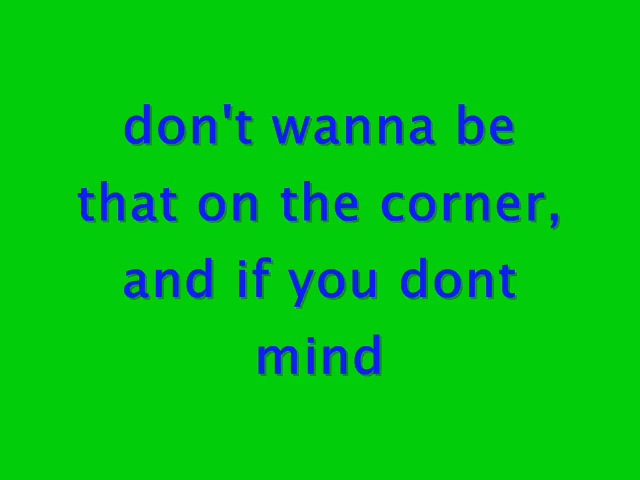 don't wanna be
that on the corner,
and if you dont
mind